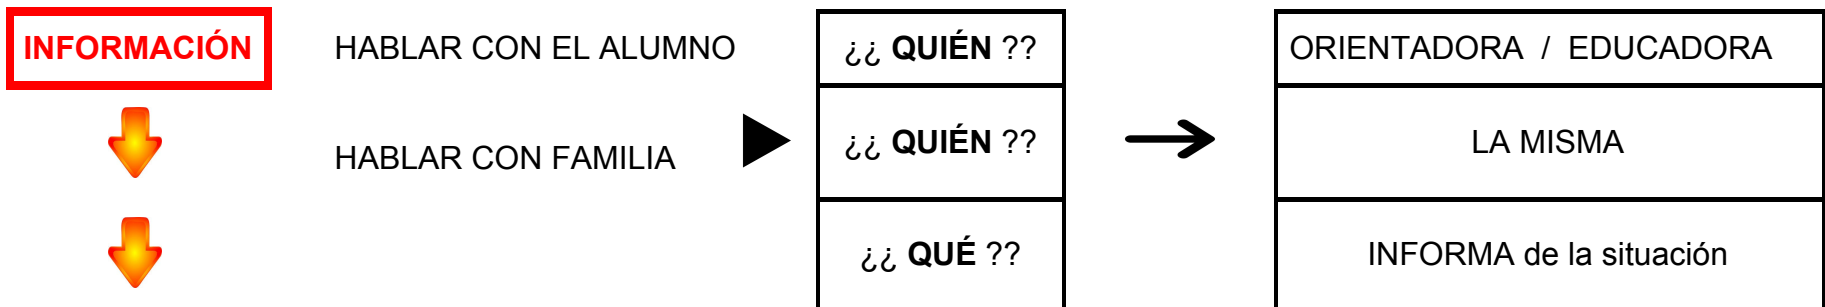 INFORMACIÓN
HABLAR CON EL ALUMNO
¿¿ QUIÉN ??
ORIENTADORA / EDUCADORA
HABLAR CON FAMILIA
¿¿ QUIÉN ??
LA MISMA
¿¿ QUÉ ??
INFORMA de la situación